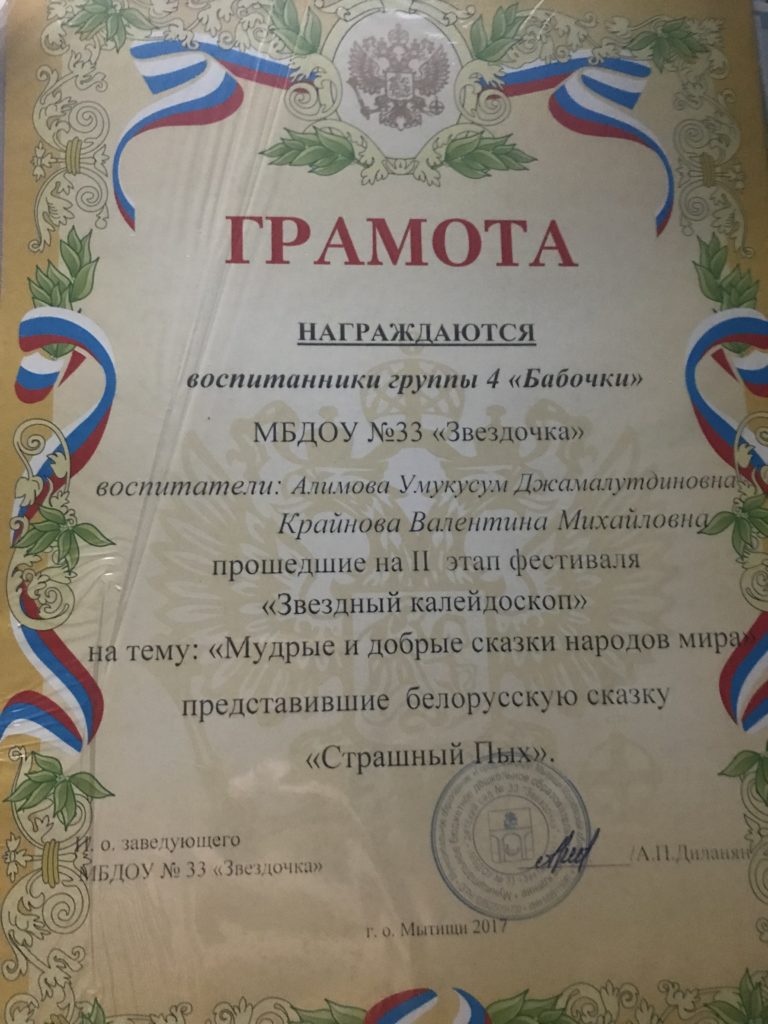 ГРАМОТА
НАГРАЖДАЮТСЯ
воспитанники группы 4 «Бабочки»
МБДОУ №33 «Звездочка»
воспитатели: Алимова Умукусум Джамалутдиновна,
Крайнова Валентина Михайловна
прошедшие на II этап фестиваля
«Звездный калейдоскоп»
на тему: «Мудрые и добрые сказки народов мира»
представившие белорусскую сказку
«Страшный Пых».
И. о. заведующего
МБДОУ № 33 «Звездочка»
/А.П.Диланян
г. о. Мытищи 2017